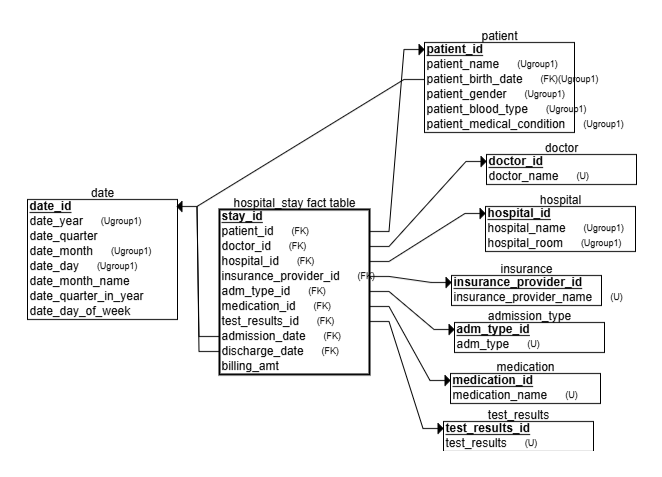 patient
patient_id
patient_name (Ugroup1)
patient_birth_date (FK)(Ugroup1)
patient_gender (Ugroup1)
patient_blood_type (Ugroup1)
patient_medical_condition (Ugroup1)
doctor
doctor_id
doctor_name (U)
date
date_id
date_year (Ugroup1)
date_quarter
date_month (Ugroup1)
date_day (Ugroup1)
date_month_name
date_quarter_in_year
date_day_of_week
hospital_stay fact table
stay_id
patient_id (FK)
doctor_id (FK)
hospital_id (FK)
insurance_provider_id (FK)
adm_type_id (FK)
medication_id (FK)
test_results_id (FK)
admission_date (FK)
discharge_date (FK)
billing_amt
hospital
hospital_id
hospital_name (Ugroup1)
hospital_room (Ugroup1)
insurance
insurance_provider_id
insurance_provider_name (U)
admission_type
adm_type_id
adm_type (U)
medication
medication_id
medication_name (U)
test_results
test_results_id
test_results (U)